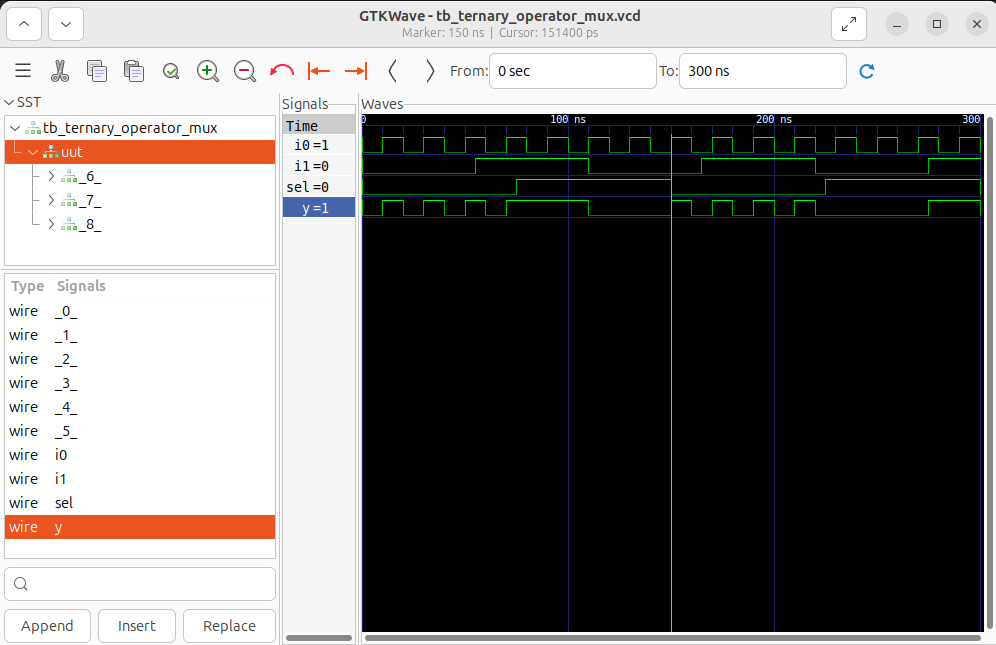 GTKWave - tb_ternary_operator_mux.vcd
Marker: 150 ns | Cursor: 151400 ps
From: 0 sec To: 300 ns
SST
tb_ternary_operator_mux
uut
_6_
_7_
_8_
Type Signals
wire _0_
wire _1_
wire _2_
wire _3_
wire _4_
wire _5_
wire i0
wire i1
wire sel
wire y
Append Insert Replace
Signals
Time
i0=1
i1=0
sel=0
y=1
Waves
0 100 ns 200 ns 300